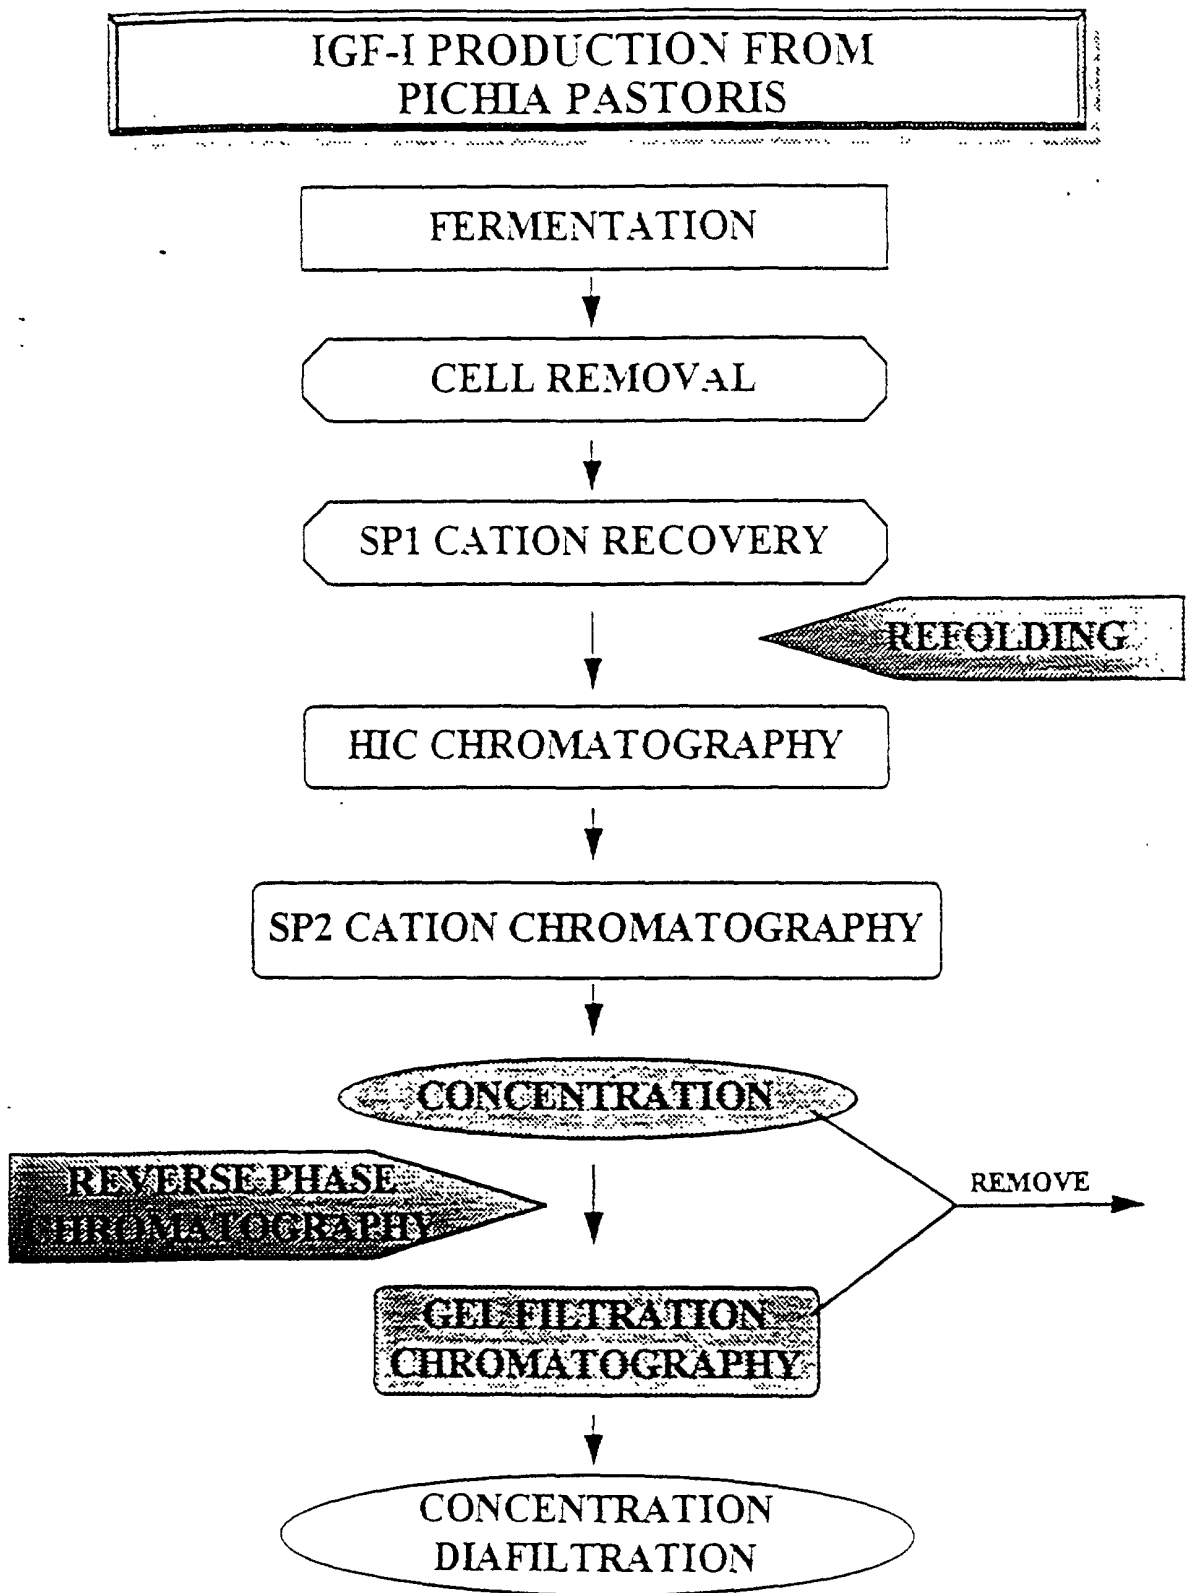 IGF-I PRODUCTION FROM
PICHIA PASTORIS
FERMENTATION
CELL REMOVAL
SP1 CATION RECOVERY
REFOLDING
HIC CHROMATOGRAPHY
SP2 CATION CHROMATOGRAPHY
CONCENTRATION
REVERSE PHASE
CHROMATOGRAPHY
REMOVE
GEL FILTRATION
CHROMATOGRAPHY
CONCENTRATION
DIAFILTRATION